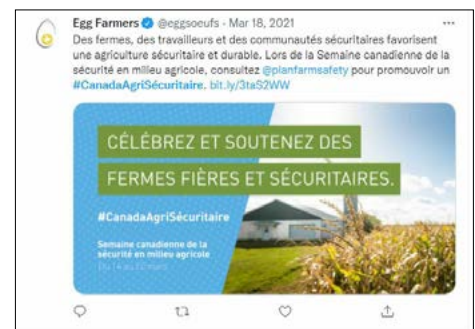 Egg Farmers @eggsoeufs · Mar 18, 2021
Des fermes, des travailleurs et des communautés sécuritaires favorisent
une agriculture sécuritaire et durable. Lors de la Semaine canadienne de la
sécurité en milieu agricole, consultez @planfarmsafety pour promouvoir un
#CanadaAgriSécuritaire. bit.ly/3taS2WW
CÉLÉBREZ ET SOUTENEZ DES
FERMES FIÈRES ET SÉCURITAIRES.
#CanadaAgriSécuritaire
Semaine canadienne de la
sécurité en milieu agricole